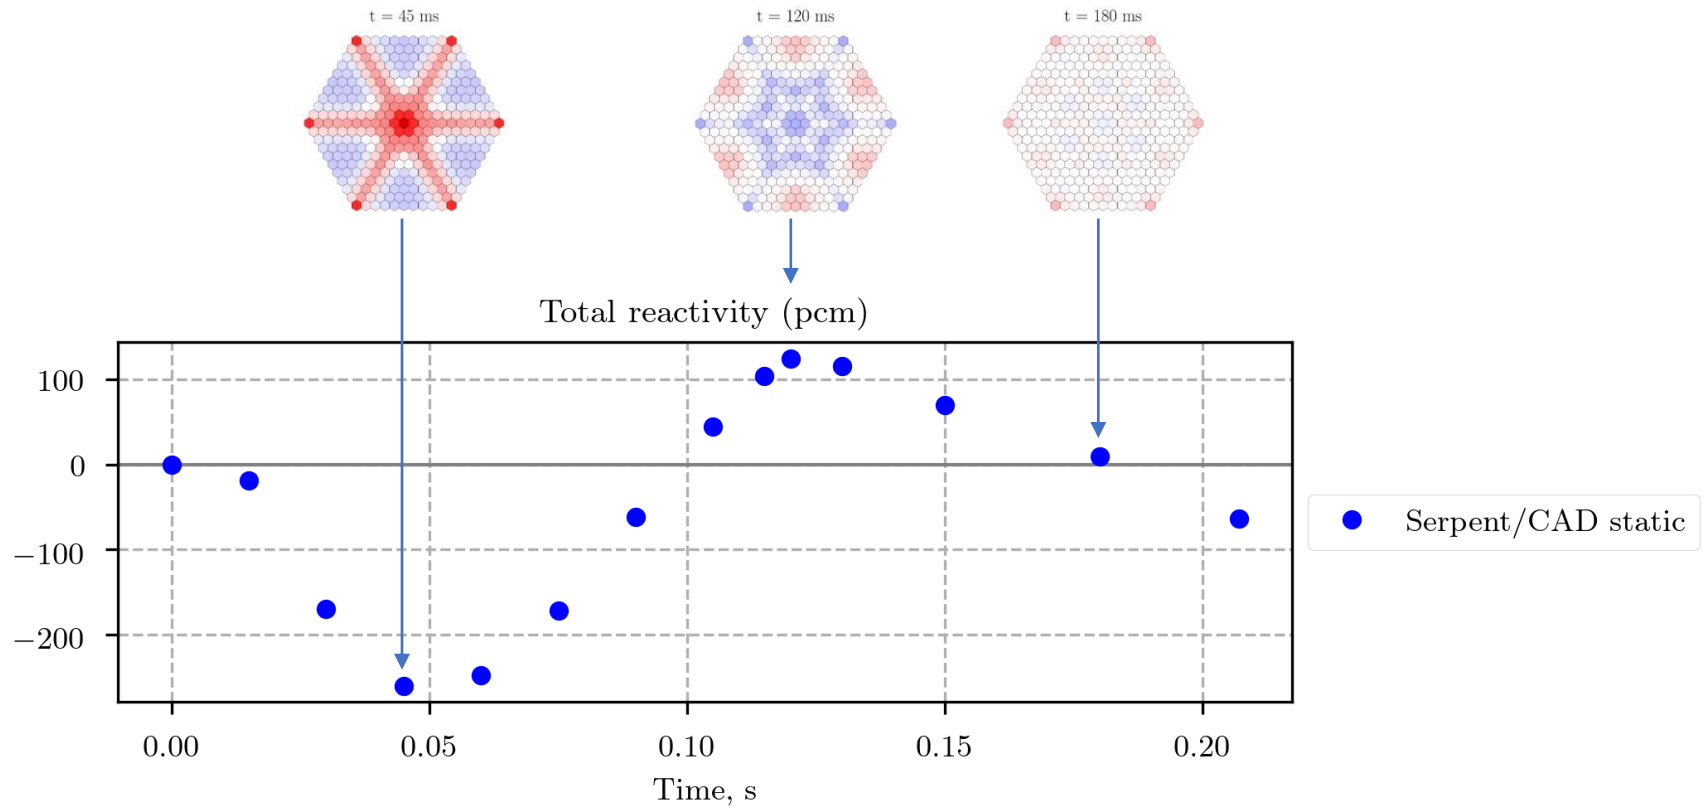 t = 45 ms
t = 120 ms
t = 180 ms
Total reactivity (pcm)
100
0
−100
−200
0.00
0.05
0.10
0.15
0.20
Time, s
Serpent/CAD static